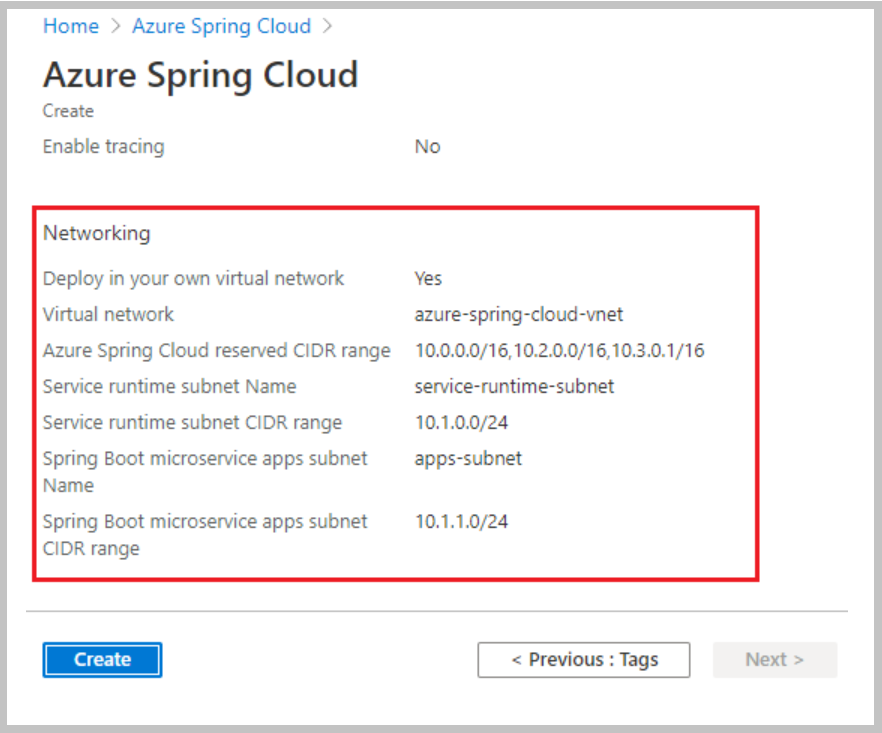 Home > Azure Spring Cloud >
Azure Spring Cloud
Create
Enable tracing No
Networking
Deploy in your own virtual network Yes
Virtual network azure-spring-cloud-vnet
Azure Spring Cloud reserved CIDR range 10.0.0.0/16,10.2.0.0/16,10.3.0.1/16
Service runtime subnet Name service-runtime-subnet
Service runtime subnet CIDR range 10.1.0.0/24
Spring Boot microservice apps subnet apps-subnet
Name
Spring Boot microservice apps subnet 10.1.1.0/24
CIDR range
Create < Previous : Tags Next >